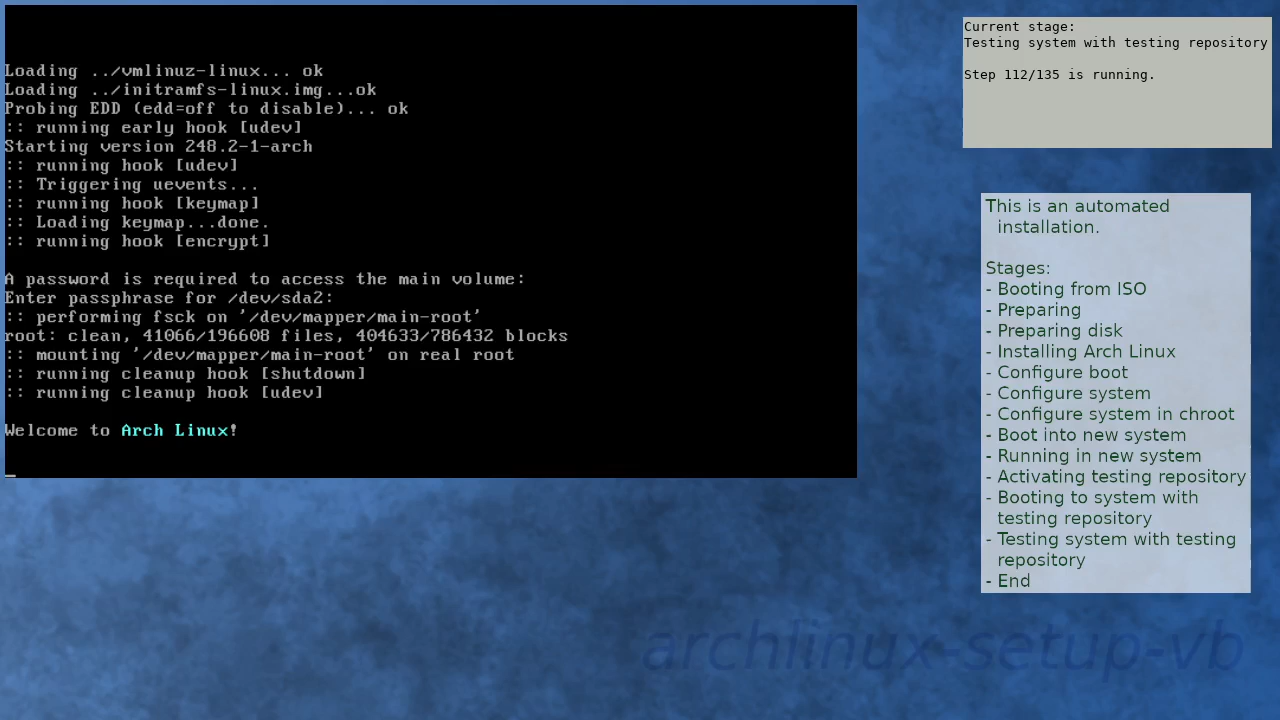 Loading ../vmlinuz-linux... ok
Loading ../initramfs-linux.img...ok
Probing EDD (edd=off to disable)... ok
:: running early hook [udev]
Starting version 248.2-1-arch
:: running hook [udev]
:: Triggering uevents...
:: running hook [keymap]
:: Loading keymap...done.
:: running hook [encrypt]
A password is required to access the main volume:
Enter passphrase for /dev/sda2:
:: performing fsck on '/dev/mapper/main-root'
root: clean, 41066/196608 files, 404633/786432 blocks
:: mounting '/dev/mapper/main-root' on real root
:: running cleanup hook [shutdown]
:: running cleanup hook [udev]
Welcome to Arch Linux!
_
Current stage:
Testing system with testing repository
Step 112/135 is running.
This is an automated
installation.
Stages:
- Booting from ISO
- Preparing
- Preparing disk
- Installing Arch Linux
- Configure boot
- Configure system
- Configure system in chroot
- Boot into new system
- Running in new system
- Activating testing repository
- Booting to system with
testing repository
- Testing system with testing
repository
- End
archlinux-setup-vb